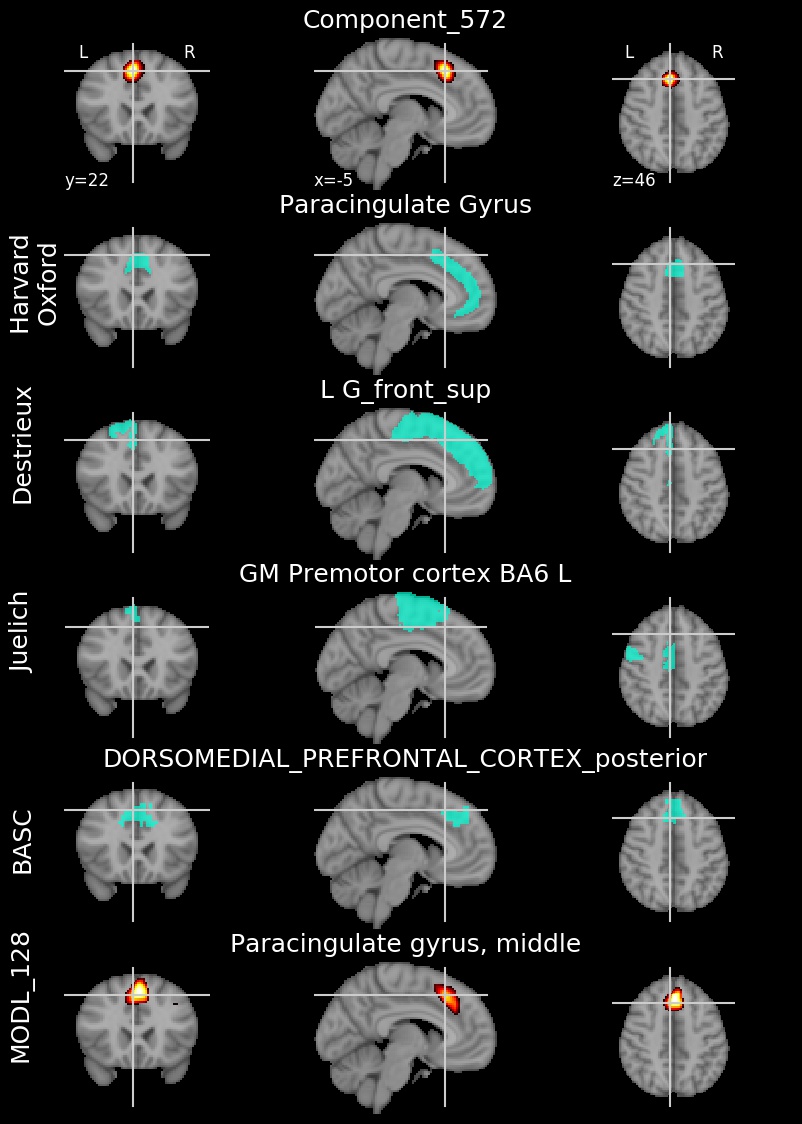 Component_572
L R L R
y=22 x=-5 z=46
Paracingulate Gyrus
Harvard
Oxford
L G_front_sup
Destrieux
GM Premotor cortex BA6 L
Juelich
DORSOMEDIAL_PREFRONTAL_CORTEX_posterior
BASC
Paracingulate gyrus, middle
MODL_128